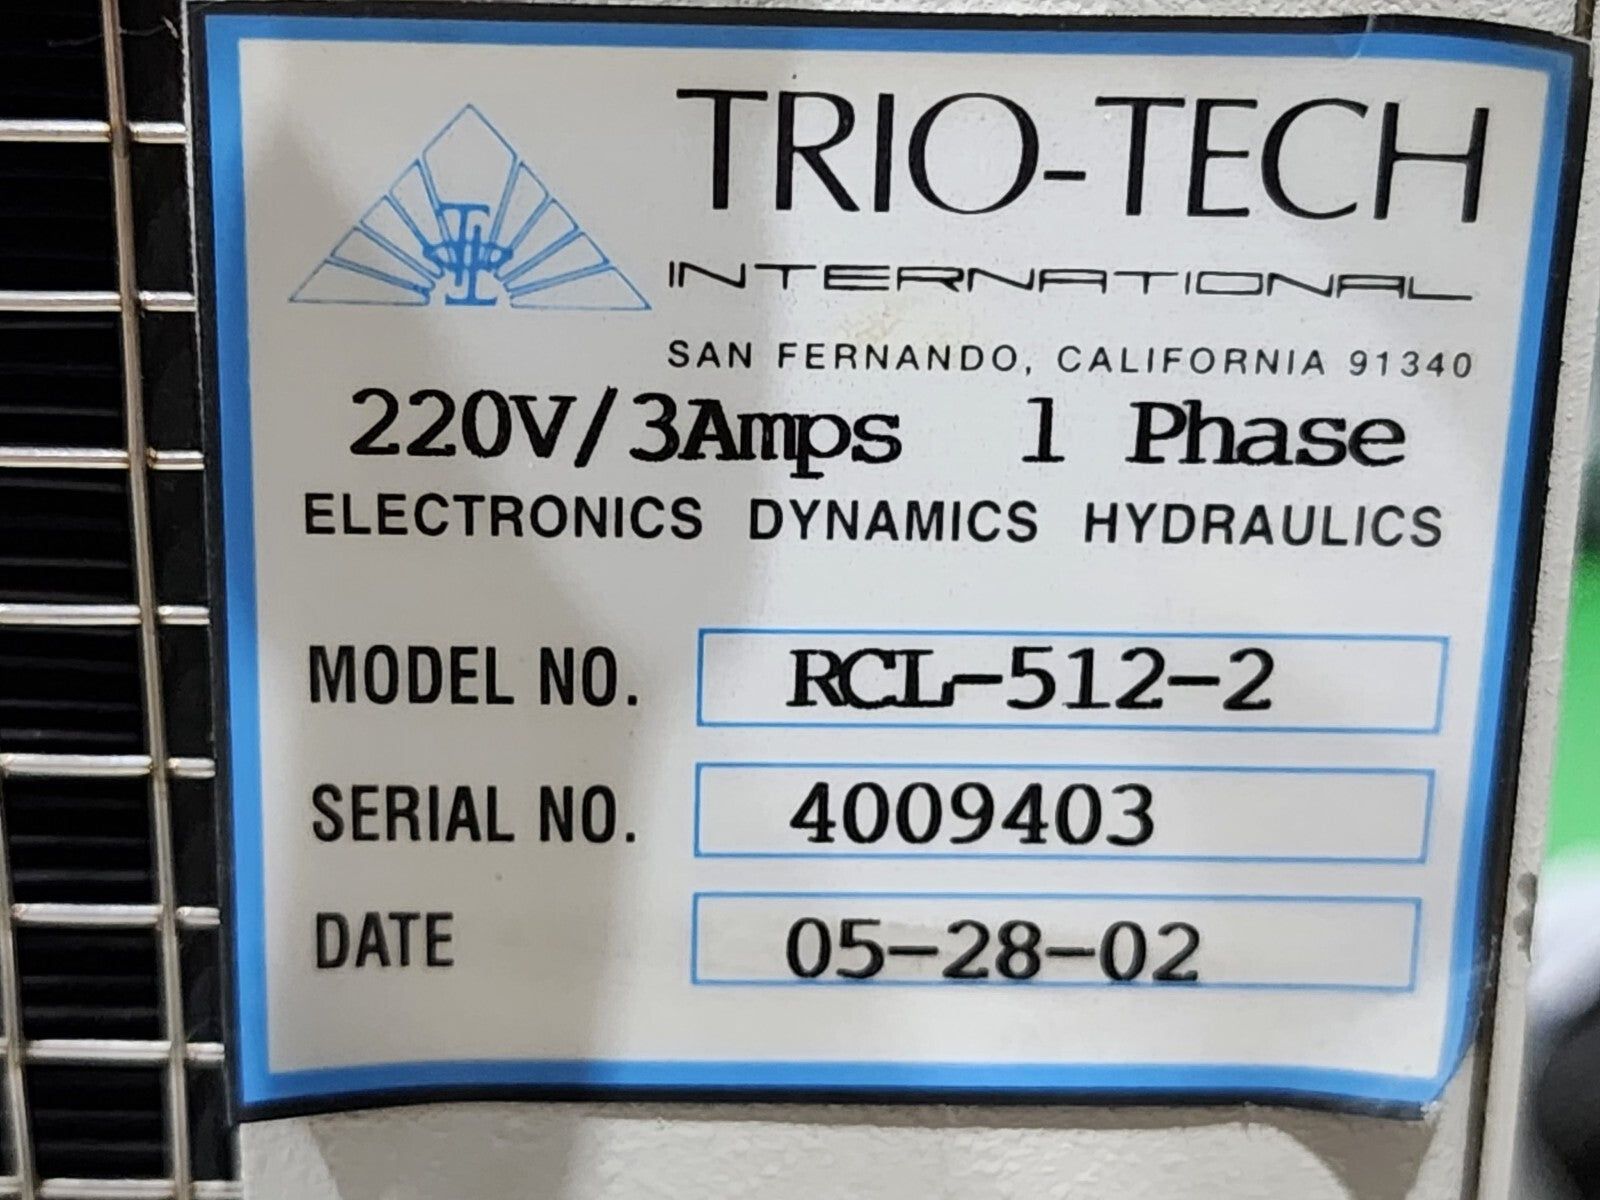 TRIO-TECH
INTERNATIONAL
SAN FERNANDO, CALIFORNIA 91340
220V/3Amps 1 Phase
ELECTRONICS DYNAMICS HYDRAULICS
MODEL NO. RCL-512-2
SERIAL NO. 4009403
DATE 05-28-02